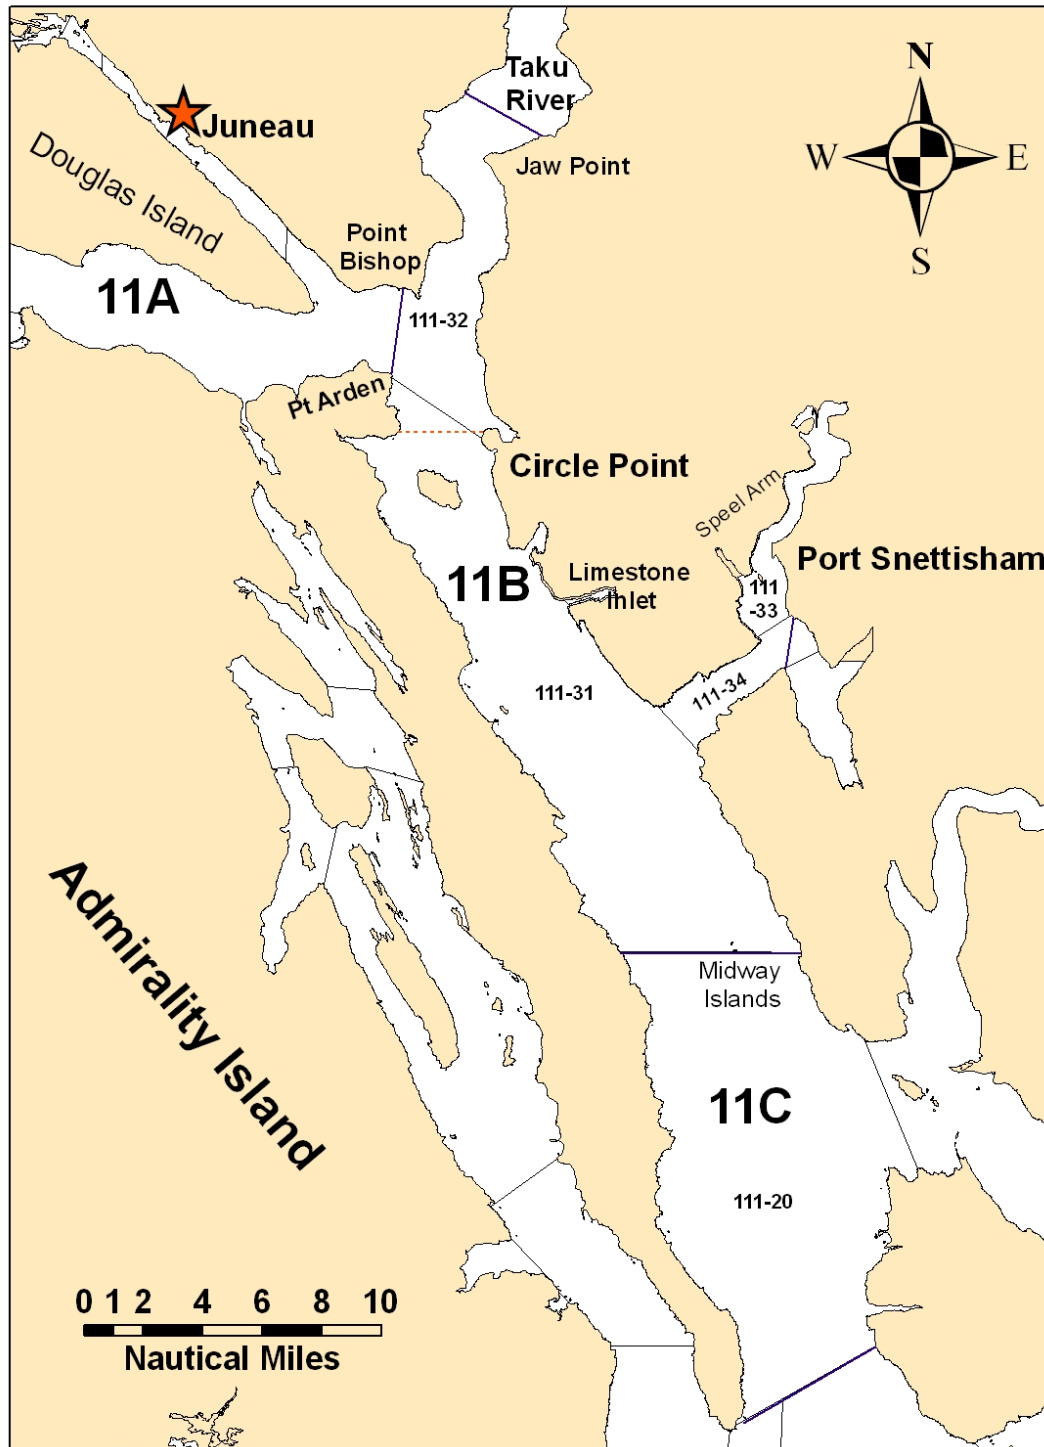 Taku
River
N
Juneau
W
E
Jaw Point
Douglas Island
S
Point
Bishop
11A
111-32
Pt Arden
Circle Point
Speel Arm
Port Snettisham
11B
Limestone
Inlet
111
-33
111-31
111-34
Admirality Island
Midway
Islands
11C
111-20
0 1 2 4 6 8 10
Nautical Miles